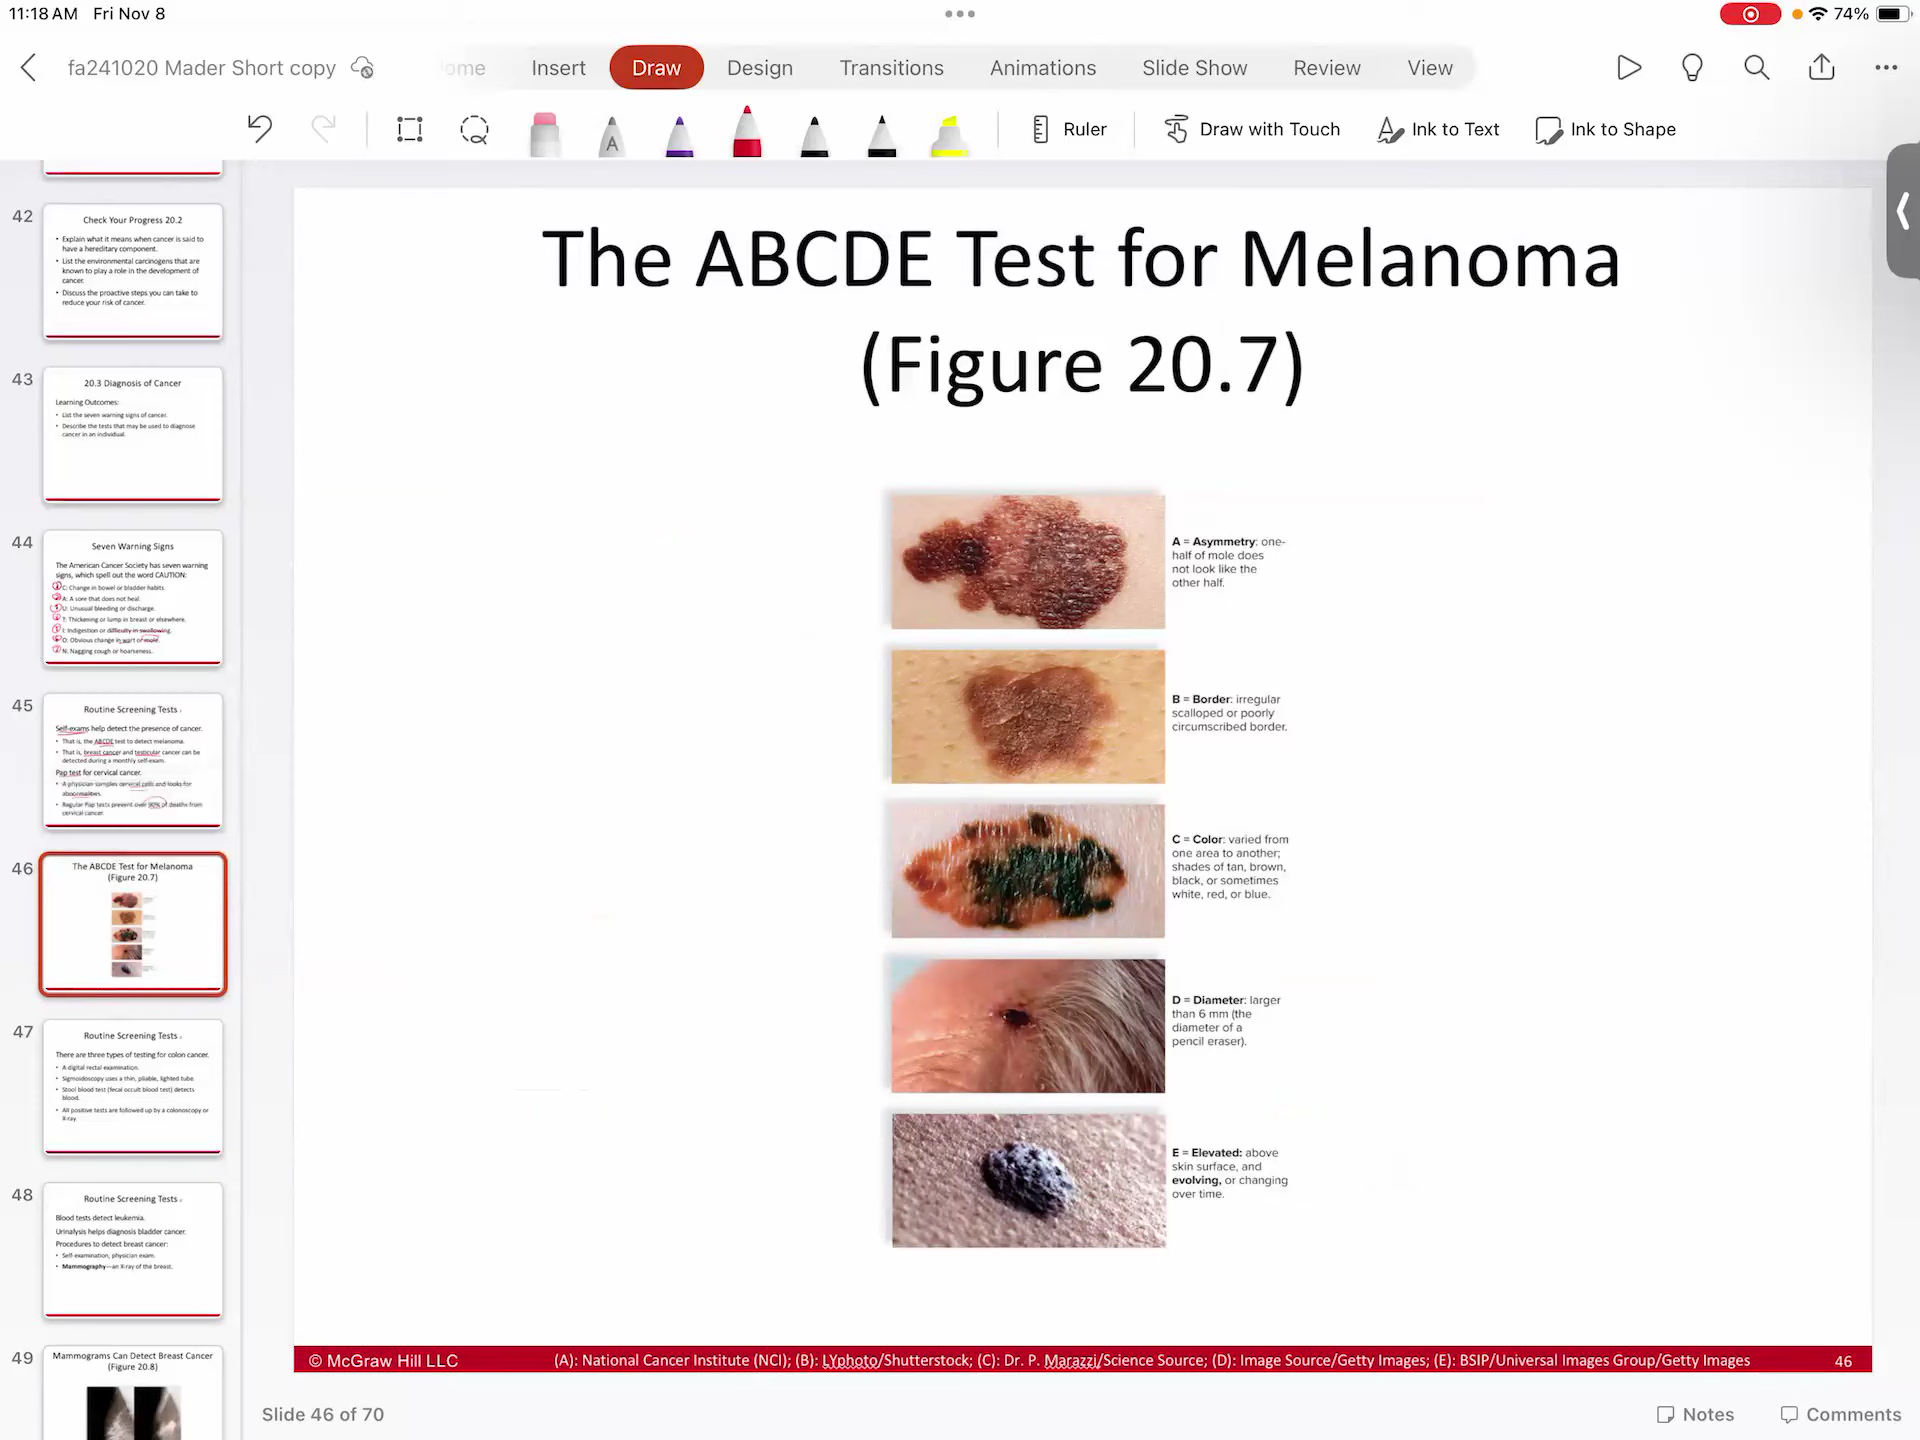 11:18 AM Fri Nov 8
74%
fa241020 Mader Short copy
Insert Draw Design Transitions Animations Slide Show Review View
Ruler Draw with Touch Ink to Text Ink to Shape
42
Check Your Progress 20.2
• Explain what it means when cancer is said to
have a hereditary component.
• List the environmental carcinogens that are
known to play a role in the development of
cancer.
• Discuss the proactive steps you can take to
reduce your risk of cancer.
43
20.3 Diagnosis of Cancer
Learning Outcomes:
• List the seven warning signs of cancer.
• Describe the tests that may be used to diagnose
cancer in an individual.
44
Seven Warning Signs
The American Cancer Society has seven warning
signs, which spell out the word CAUTION:
C: Change in bowel or bladder habits.
A: A sore that does not heal.
U: Unusual bleeding or discharge.
T: Thickening or lump in breast or elsewhere.
I: Indigestion or difficulty in swallowing.
O: Obvious change in wart or mole.
N: Nagging cough or hoarseness.
45
Routine Screening Tests
Self-exams help detect the presence of cancer.
• That is, the ABCDE test to detect melanoma.
• That is, breast cancer and testicular cancer can be
detected during a monthly self-exam.
Pap test for cervical cancer.
• A physician samples cervical cells and looks for
abnormalities.
• Regular Pap tests prevent over 90% of deaths from
cervical cancer.
46
The ABCDE Test for Melanoma
(Figure 20.7)
47
Routine Screening Tests
There are three types of testing for colon cancer.
• A digital rectal examination.
• Sigmoidoscopy uses a thin, pliable, lighted tube.
• Stool blood test (fecal occult blood test) detects
blood.
• All positive tests are followed up by a colonoscopy or
X-ray.
48
Routine Screening Tests
Blood tests detect leukemia.
Urinalysis helps diagnosis bladder cancer.
Procedures to detect breast cancer:
• Self-examination, physician exam.
• Mammography—an X-ray of the breast.
49
Mammograms Can Detect Breast Cancer
(Figure 20.8)
The ABCDE Test for Melanoma
(Figure 20.7)
A = Asymmetry: one-
half of mole does
not look like the
other half.
B = Border: irregular
scalloped or poorly
circumscribed border.
C = Color: varied from
one area to another;
shades of tan, brown,
black, or sometimes
white, red, or blue.
D = Diameter: larger
than 6 mm (the
diameter of a
pencil eraser).
E = Elevated: above
skin surface, and
evolving, or changing
over time.
© McGraw Hill LLC (A): National Cancer Institute (NCI); (B): LYphoto/Shutterstock; (C): Dr. P. Marazzi/Science Source; (D): Image Source/Getty Images; (E): BSIP/Universal Images Group/Getty Images 46
Slide 46 of 70
Notes Comments